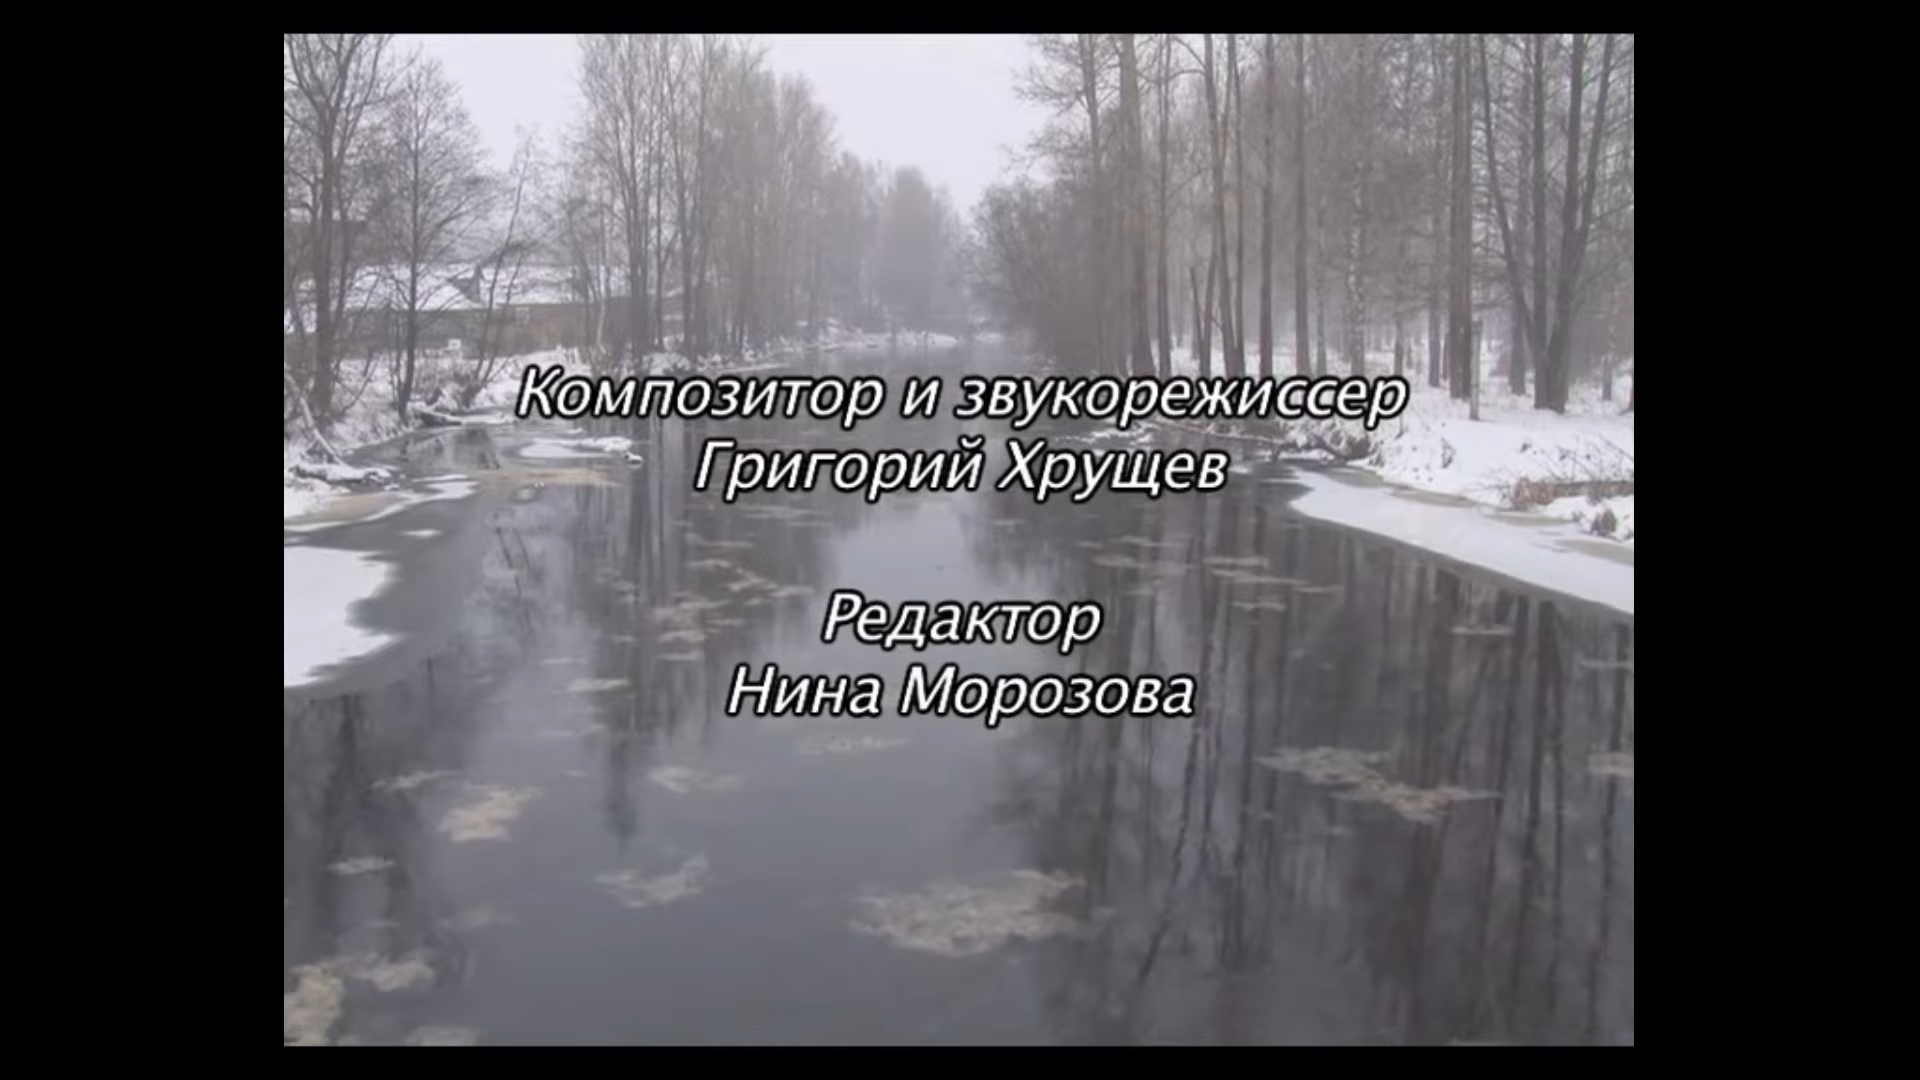 Композитор и звукорежиссер
Григорий Хрущев
Редактор
Нина Морозова